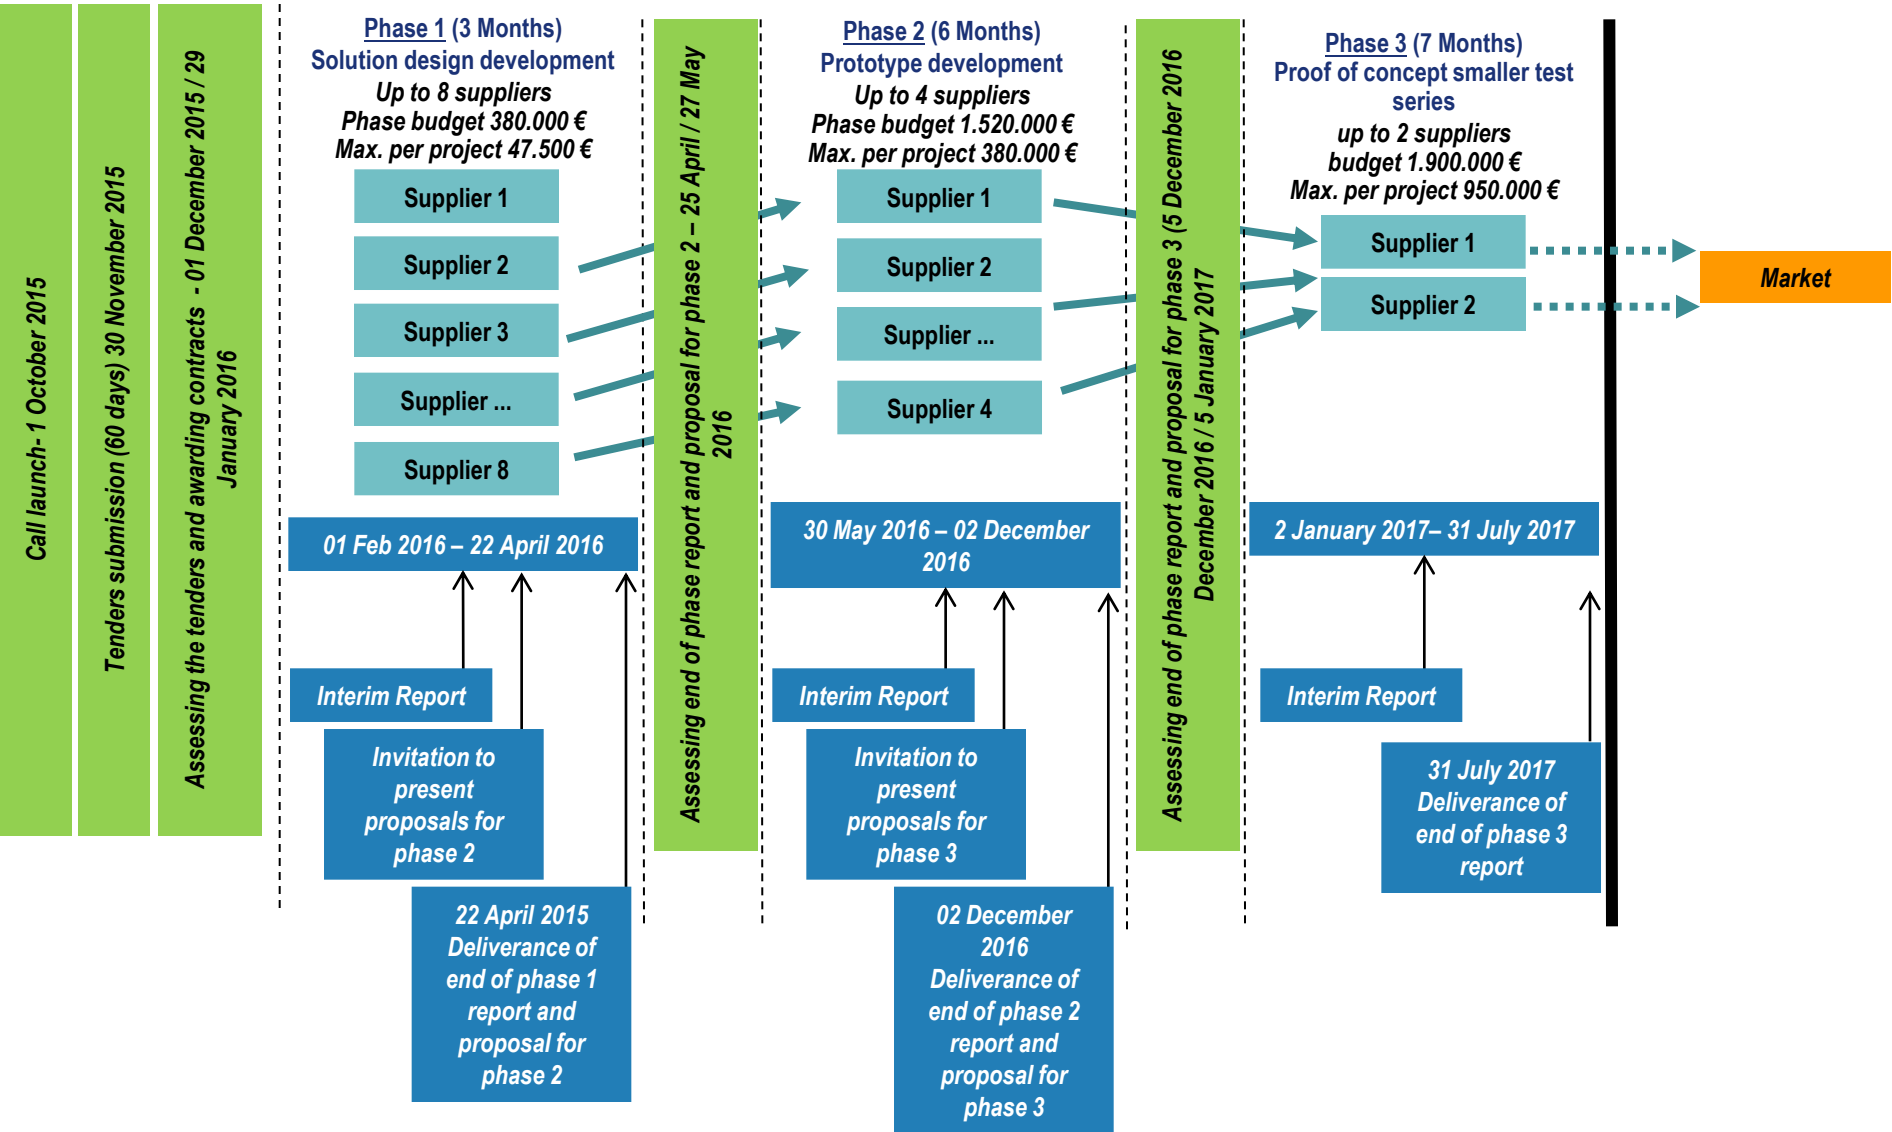 Call launch- 1 October 2015
Tenders submission (60 days) 30 November 2015
Assessing the tenders and awarding contracts - 01 December 2015 / 29
January 2016
Phase 1 (3 Months)
Solution design development
Up to 8 suppliers
Phase budget 380.000 €
Max. per project 47.500 €
Supplier 1
Supplier 2
Supplier 3
Supplier ...
Supplier 8
01 Feb 2016 – 22 April 2016
Interim Report
Invitation to
present
proposals for
phase 2
22 April 2015
Deliverance of
end of phase 1
report and
proposal for
phase 2
Assessing end of phase report and proposal for phase 2 – 25 April / 27 May
2016
Phase 2 (6 Months)
Prototype development
Up to 4 suppliers
Phase budget 1.520.000 €
Max. per project 380.000 €
Supplier 1
Supplier 2
Supplier ...
Supplier 4
30 May 2016 – 02 December
2016
Interim Report
Invitation to
present
proposals for
phase 3
02 December
2016
Deliverance of
end of phase 2
report and
proposal for
phase 3
Assessing end of phase report and proposal for phase 3 (5 December 2016
December 2016 / 5 January 2017
Phase 3 (7 Months)
Proof of concept smaller test
series
up to 2 suppliers
budget 1.900.000 €
Max. per project 950.000 €
Supplier 1
Supplier 2
2 January 2017– 31 July 2017
Interim Report
31 July 2017
Deliverance of
end of phase 3
report
Market